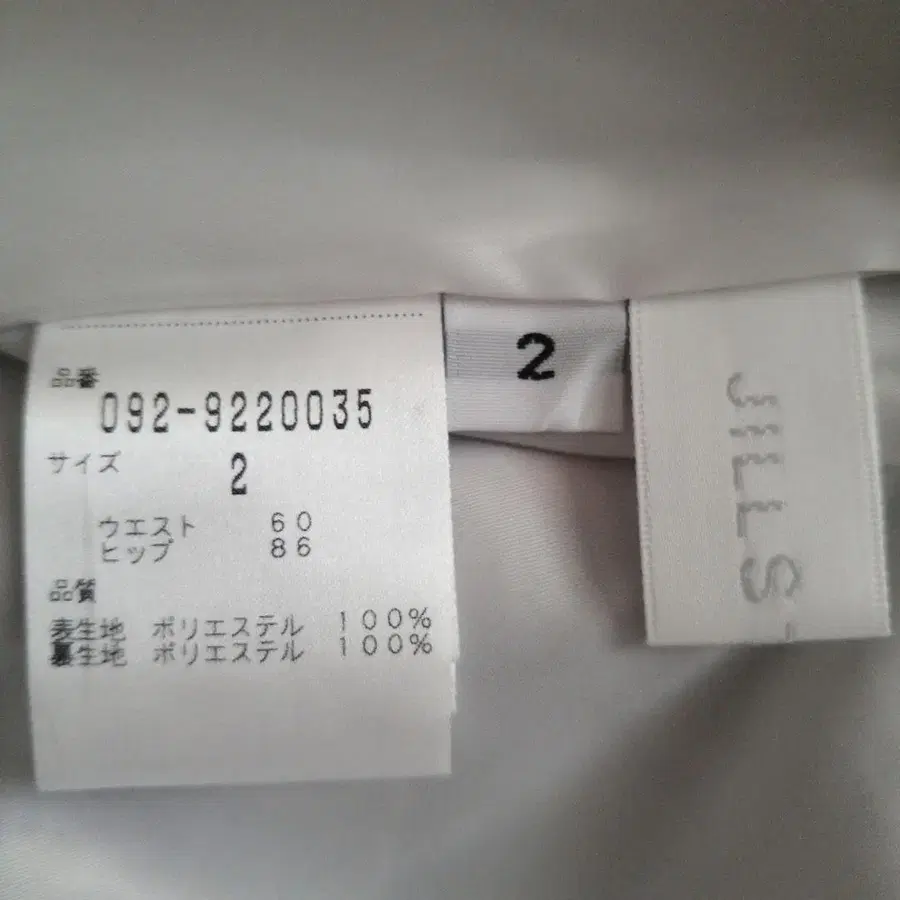 品番
092-9220035
サイズ 2
ウエスト 60
ヒップ 86
品質
表生地 ポリエステル 100%
裏生地 ポリエステル 100%
2
JILLS